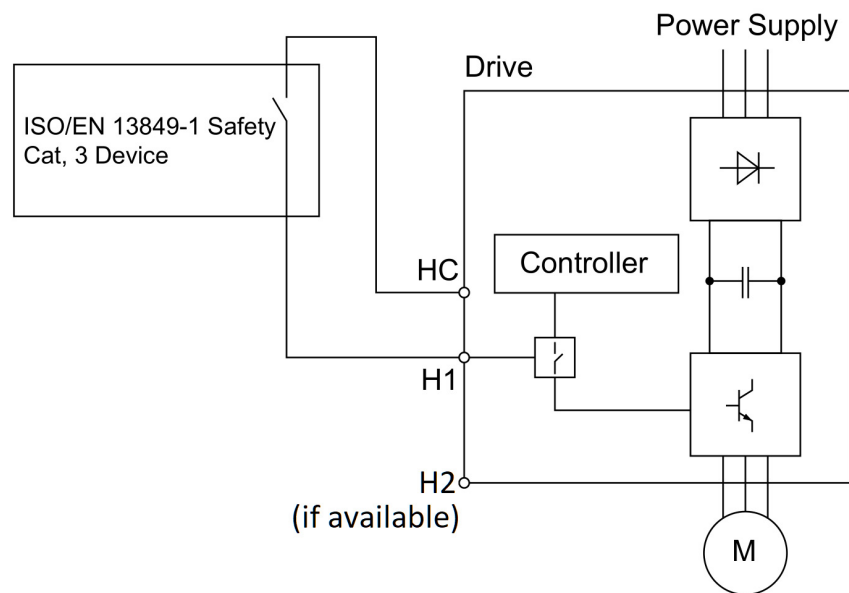 Power Supply
Drive
ISO/EN 13849-1 Safety
Cat, 3 Device
HC
Controller
H1
H2
(if available)
M